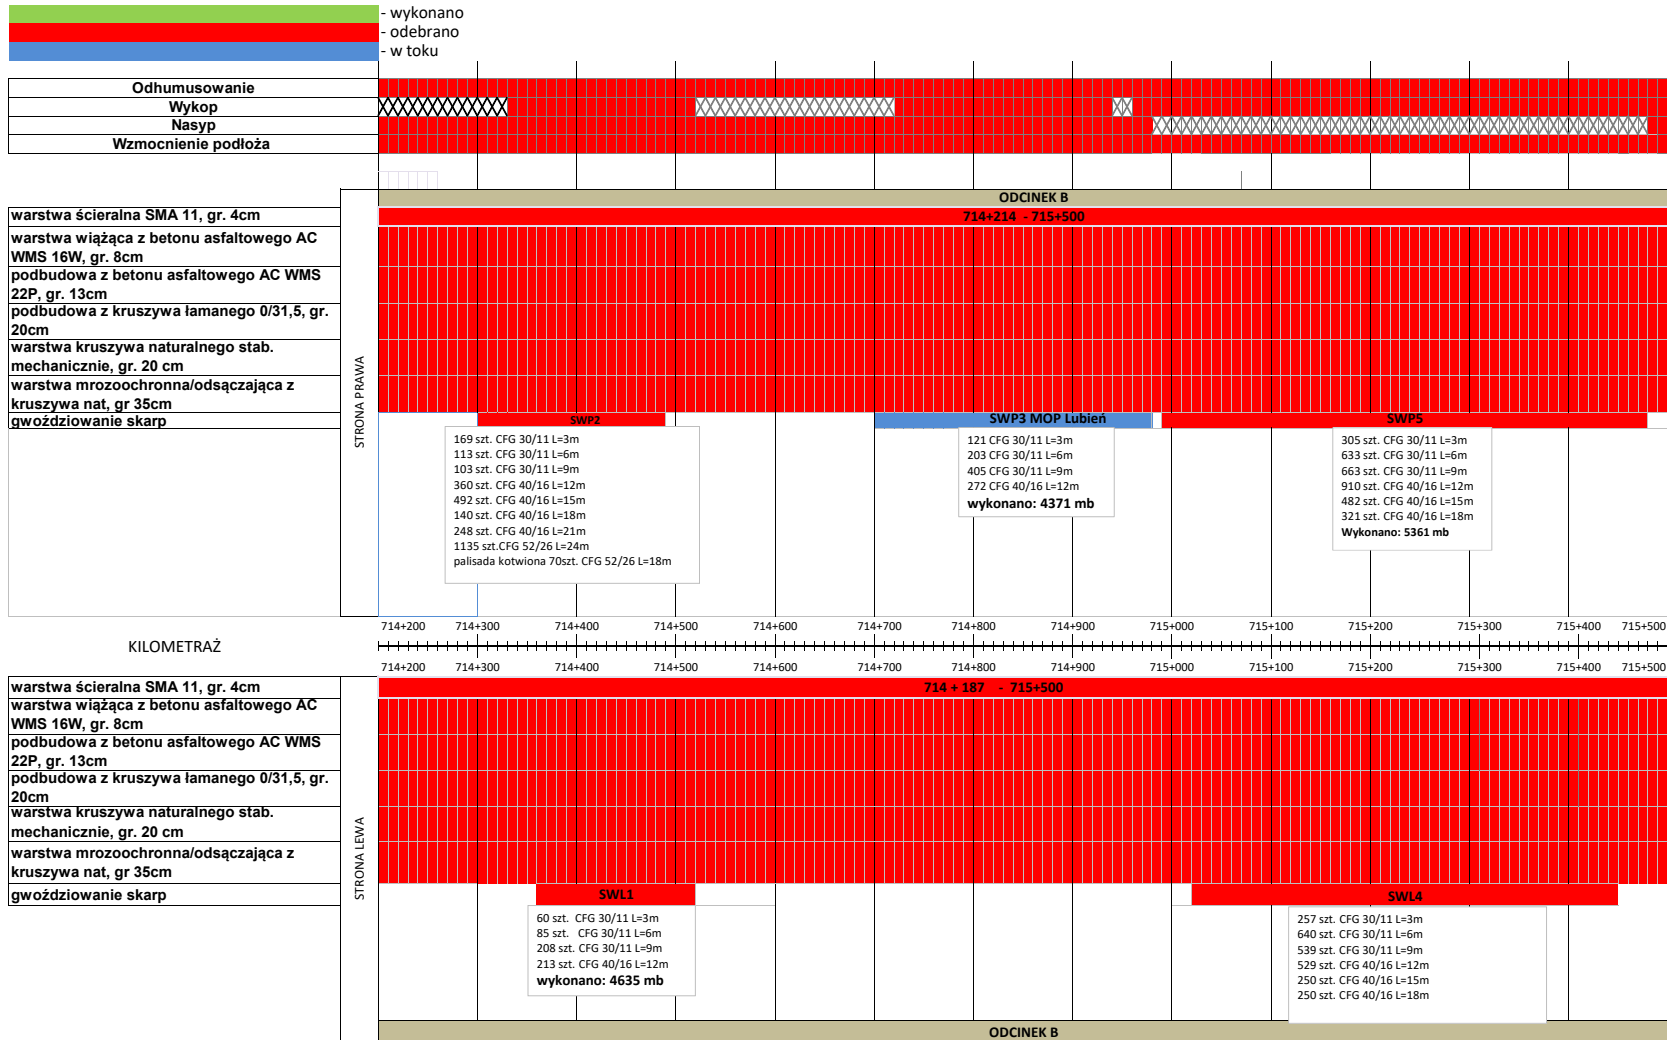 - wykonano
- odebrano
- w toku
Odhumusowanie
Wykop
Nasyp
Wzmocnienie podłoża
ODCINEK B
warstwa ścieralna SMA 11, gr. 4cm
714+214 - 715+500
warstwa wiążąca z betonu asfaltowego AC
WMS 16W, gr. 8cm
podbudowa z betonu asfaltowego AC WMS
22P, gr. 13cm
podbudowa z kruszywa łamanego 0/31,5, gr.
20cm
warstwa kruszywa naturalnego stab.
mechanicznie, gr. 20 cm
warstwa mrozoochronna/odsączająca z
kruszywa nat, gr 35cm
gwoździowanie skarp
STRONA PRAWA
SWP2
169 szt. CFG 30/11 L=3m
113 szt. CFG 30/11 L=6m
103 szt. CFG 30/11 L=9m
360 szt. CFG 40/16 L=12m
492 szt. CFG 40/16 L=15m
140 szt. CFG 40/16 L=18m
248 szt. CFG 40/16 L=21m
1135 szt.CFG 52/26 L=24m
palisada kotwiona 70szt. CFG 52/26 L=18m
SWP3 MOP Lubień
121 CFG 30/11 L=3m
203 CFG 30/11 L=6m
405 CFG 30/11 L=9m
272 CFG 40/16 L=12m
wykonano: 4371 mb
SWP5
305 szt. CFG 30/11 L=3m
633 szt. CFG 30/11 L=6m
663 szt. CFG 30/11 L=9m
910 szt. CFG 40/16 L=12m
482 szt. CFG 40/16 L=15m
321 szt. CFG 40/16 L=18m
Wykonano: 5361 mb
714+200 714+300 714+400 714+500 714+600 714+700 714+800 714+900 715+000 715+100 715+200 715+300 715+400 715+500
KILOMETRAŻ
714+200 714+300 714+400 714+500 714+600 714+700 714+800 714+900 715+000 715+100 715+200 715+300 715+400 715+500
warstwa ścieralna SMA 11, gr. 4cm
714 + 187 - 715+500
warstwa wiążąca z betonu asfaltowego AC
WMS 16W, gr. 8cm
podbudowa z betonu asfaltowego AC WMS
22P, gr. 13cm
podbudowa z kruszywa łamanego 0/31,5, gr.
20cm
warstwa kruszywa naturalnego stab.
mechanicznie, gr. 20 cm
warstwa mrozoochronna/odsączająca z
kruszywa nat, gr 35cm
gwoździowanie skarp
STRONA LEWA
SWL1
60 szt. CFG 30/11 L=3m
85 szt. CFG 30/11 L=6m
208 szt. CFG 30/11 L=9m
213 szt. CFG 40/16 L=12m
wykonano: 4635 mb
SWL4
257 szt. CFG 30/11 L=3m
640 szt. CFG 30/11 L=6m
539 szt. CFG 30/11 L=9m
529 szt. CFG 40/16 L=12m
250 szt. CFG 40/16 L=15m
250 szt. CFG 40/16 L=18m
ODCINEK B